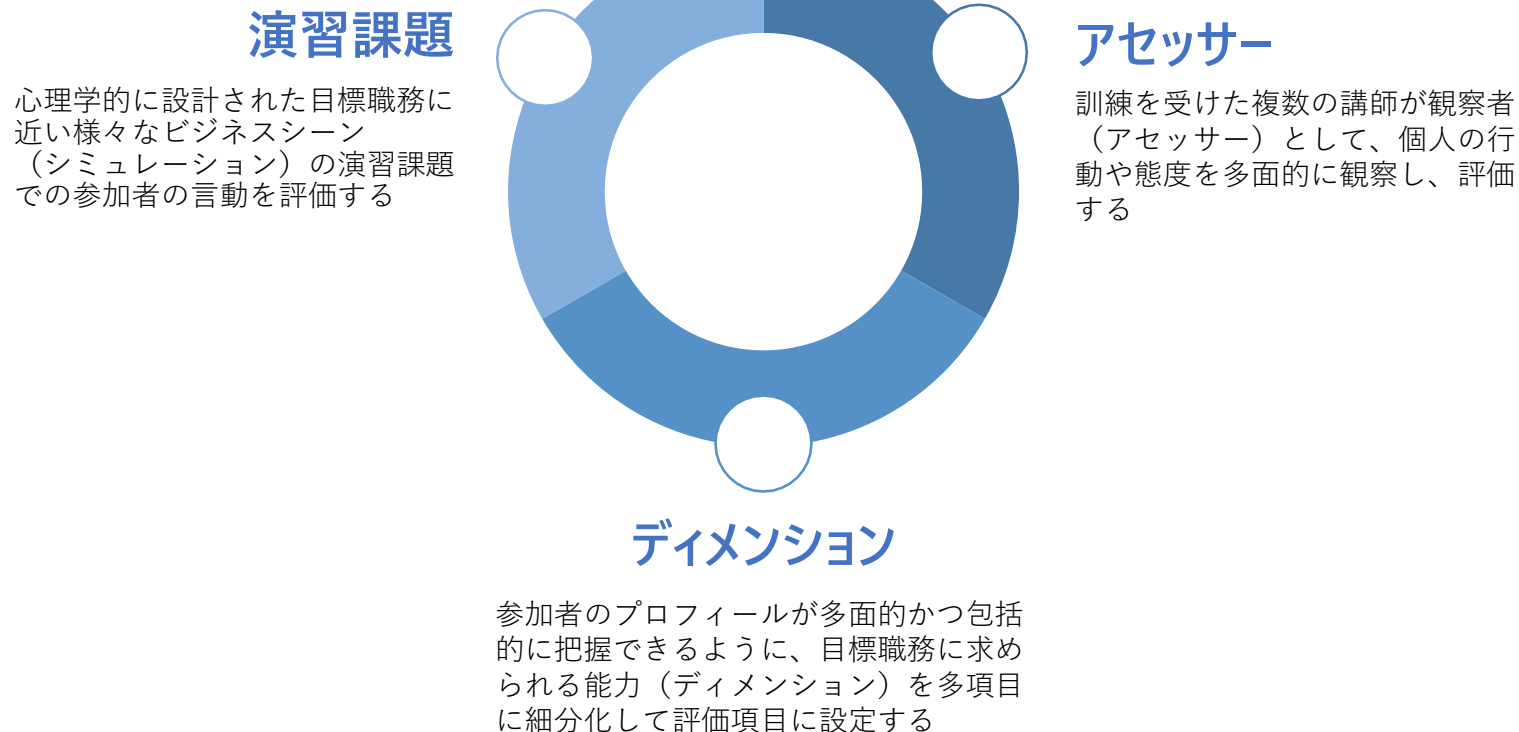 演習課題
心理学的に設計された目標職務に
近い様々なビジネスシーン
（シミュレーション）の演習課題
での参加者の言動を評価する
アセッサー
訓練を受けた複数の講師が観察者
（アセッサー）として、個人の行
動や態度を多面的に観察し、評価
する
ディメンション
参加者のプロフィールが多面的かつ包括
的に把握できるように、目標職務に求め
られる能力（ディメンション）を多項目
に細分化して評価項目に設定する